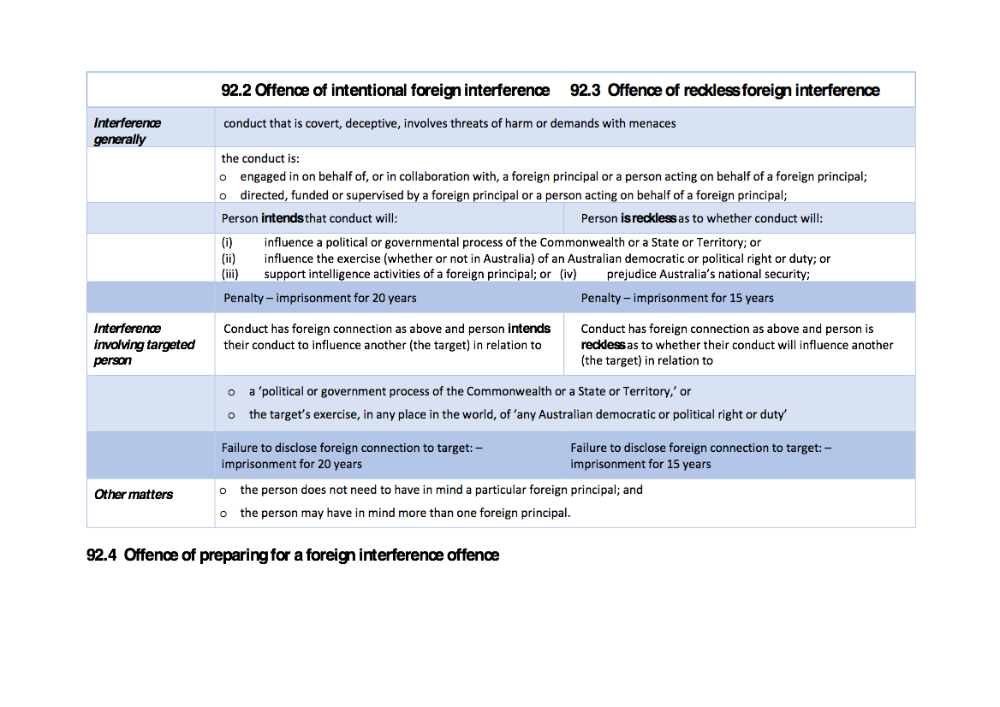 92.2 Offence of intentional foreign interference 92.3 Offence of reckless foreign interference
Interference
generally
conduct that is covert, deceptive, involves threats of harm or demands with menaces
the conduct is:
o engaged in on behalf of, or in collaboration with, a foreign principal or a person acting on behalf of a foreign principal;
o directed, funded or supervised by a foreign principal or a person acting on behalf of a foreign principal;
Person intends that conduct will:
Person is reckless as to whether conduct will:
(i) influence a political or governmental process of the Commonwealth or a State or Territory; or
(ii) influence the exercise (whether or not in Australia) of an Australian democratic or political right or duty; or
(iii) support intelligence activities of a foreign principal; or (iv) prejudice Australia's national security;
Penalty – imprisonment for 20 years
Penalty – imprisonment for 15 years
Interference
involving targeted
person
Conduct has foreign connection as above and person intends
their conduct to influence another (the target) in relation to
Conduct has foreign connection as above and person is
reckless as to whether their conduct will influence another
(the target) in relation to
o a ‘political or government process of the Commonwealth or a State or Territory,’ or
o the target’s exercise, in any place in the world, of ‘any Australian democratic or political right or duty’
Failure to disclose foreign connection to target: –
imprisonment for 20 years
Failure to disclose foreign connection to target: –
imprisonment for 15 years
Other matters
o the person does not need to have in mind a particular foreign principal; and
o the person may have in mind more than one foreign principal.
92.4 Offence of preparing for a foreign interference offence